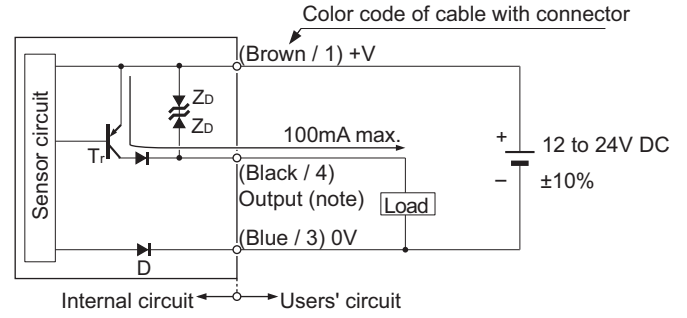 Color code of cable with connector
(Brown / 1) +V
ZD
ZD
Sensor circuit
Tr
100mA max.
+
12 to 24V DC
−
±10%
(Black / 4)
Output (note)
Load
(Blue / 3) 0V
D
Internal circuit
Users' circuit